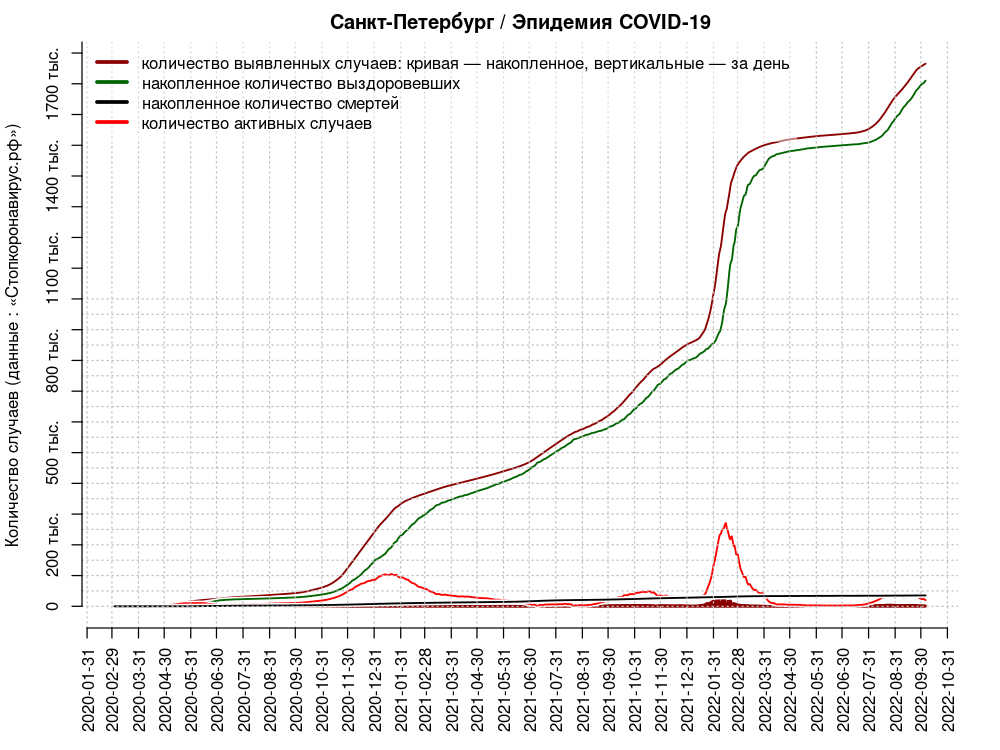 Санкт-Петербург / Эпидемия COVID-19
количество выявленных случаев: кривая — накопленное, вертикальные — за день
накопленное количество выздоровевших
накопленное количество смертей
количество активных случаев
Количество случаев (данные : «Стопкоронавирус.рф»)
1700 тыс.
1400 тыс.
1100 тыс.
800 тыс.
500 тыс.
200 тыс.
0
2020-01-31
2020-02-29
2020-03-31
2020-04-30
2020-05-31
2020-06-30
2020-07-31
2020-08-31
2020-09-30
2020-10-31
2020-11-30
2020-12-31
2021-01-31
2021-02-28
2021-03-31
2021-04-30
2021-05-31
2021-06-30
2021-07-31
2021-08-31
2021-09-30
2021-10-31
2021-11-30
2021-12-31
2022-01-31
2022-02-28
2022-03-31
2022-04-30
2022-05-31
2022-06-30
2022-07-31
2022-08-31
2022-09-30
2022-10-31